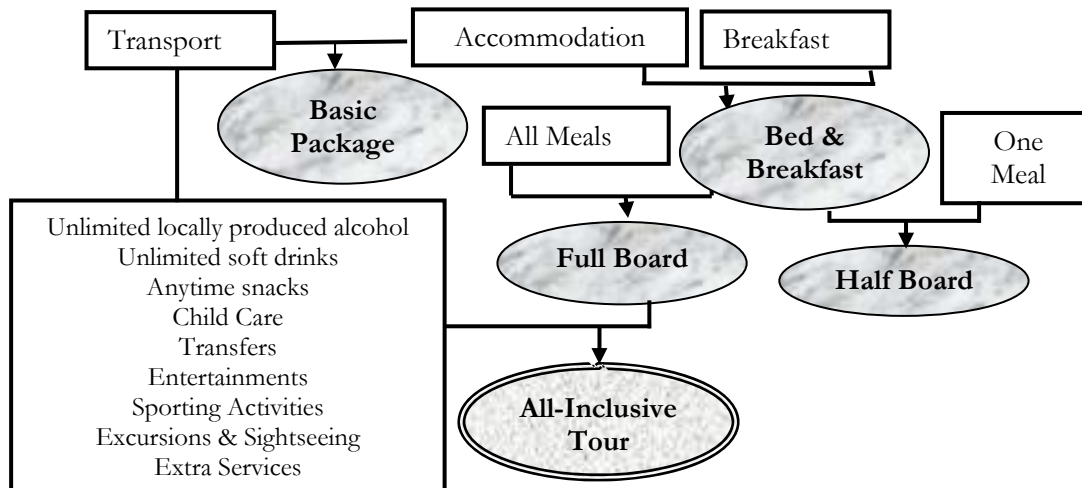 Transport
Accommodation
Breakfast
Basic
Package
All Meals
Bed &
Breakfast
One
Meal
Unlimited locally produced alcohol
Unlimited soft drinks
Anytime snacks
Child Care
Transfers
Entertainments
Sporting Activities
Excursions & Sightseeing
Extra Services
Full Board
Half Board
All-Inclusive
Tour